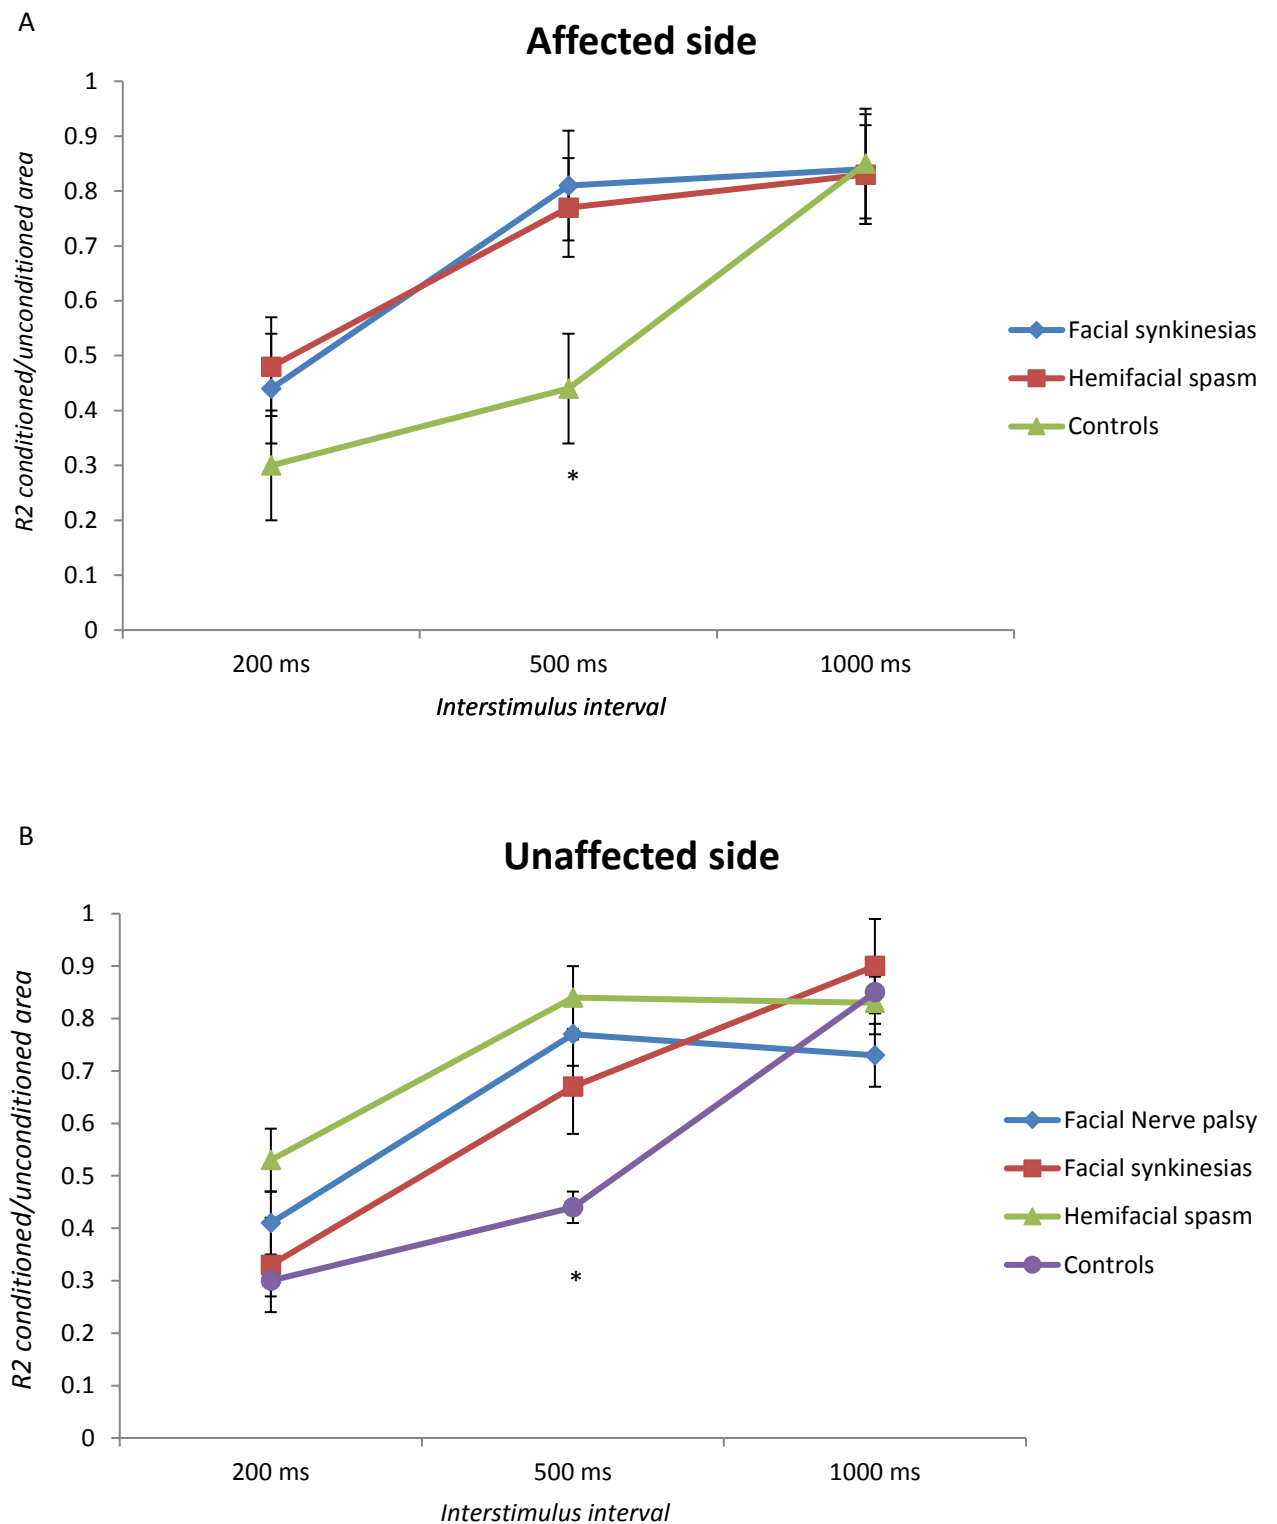 A
Affected side
R2 conditioned/unconditioned area
1
0.9
0.8
0.7
0.6
0.5
0.4
0.3
0.2
0.1
0
*
200 ms 500 ms 1000 ms
Interstimulus interval
Facial synkinesias
Hemifacial spasm
Controls
B
Unaffected side
R2 conditioned/unconditioned area
1
0.9
0.8
0.7
0.6
0.5
0.4
0.3
0.2
0.1
0
*
200 ms 500 ms 1000 ms
Interstimulus interval
Facial Nerve palsy
Facial synkinesias
Hemifacial spasm
Controls